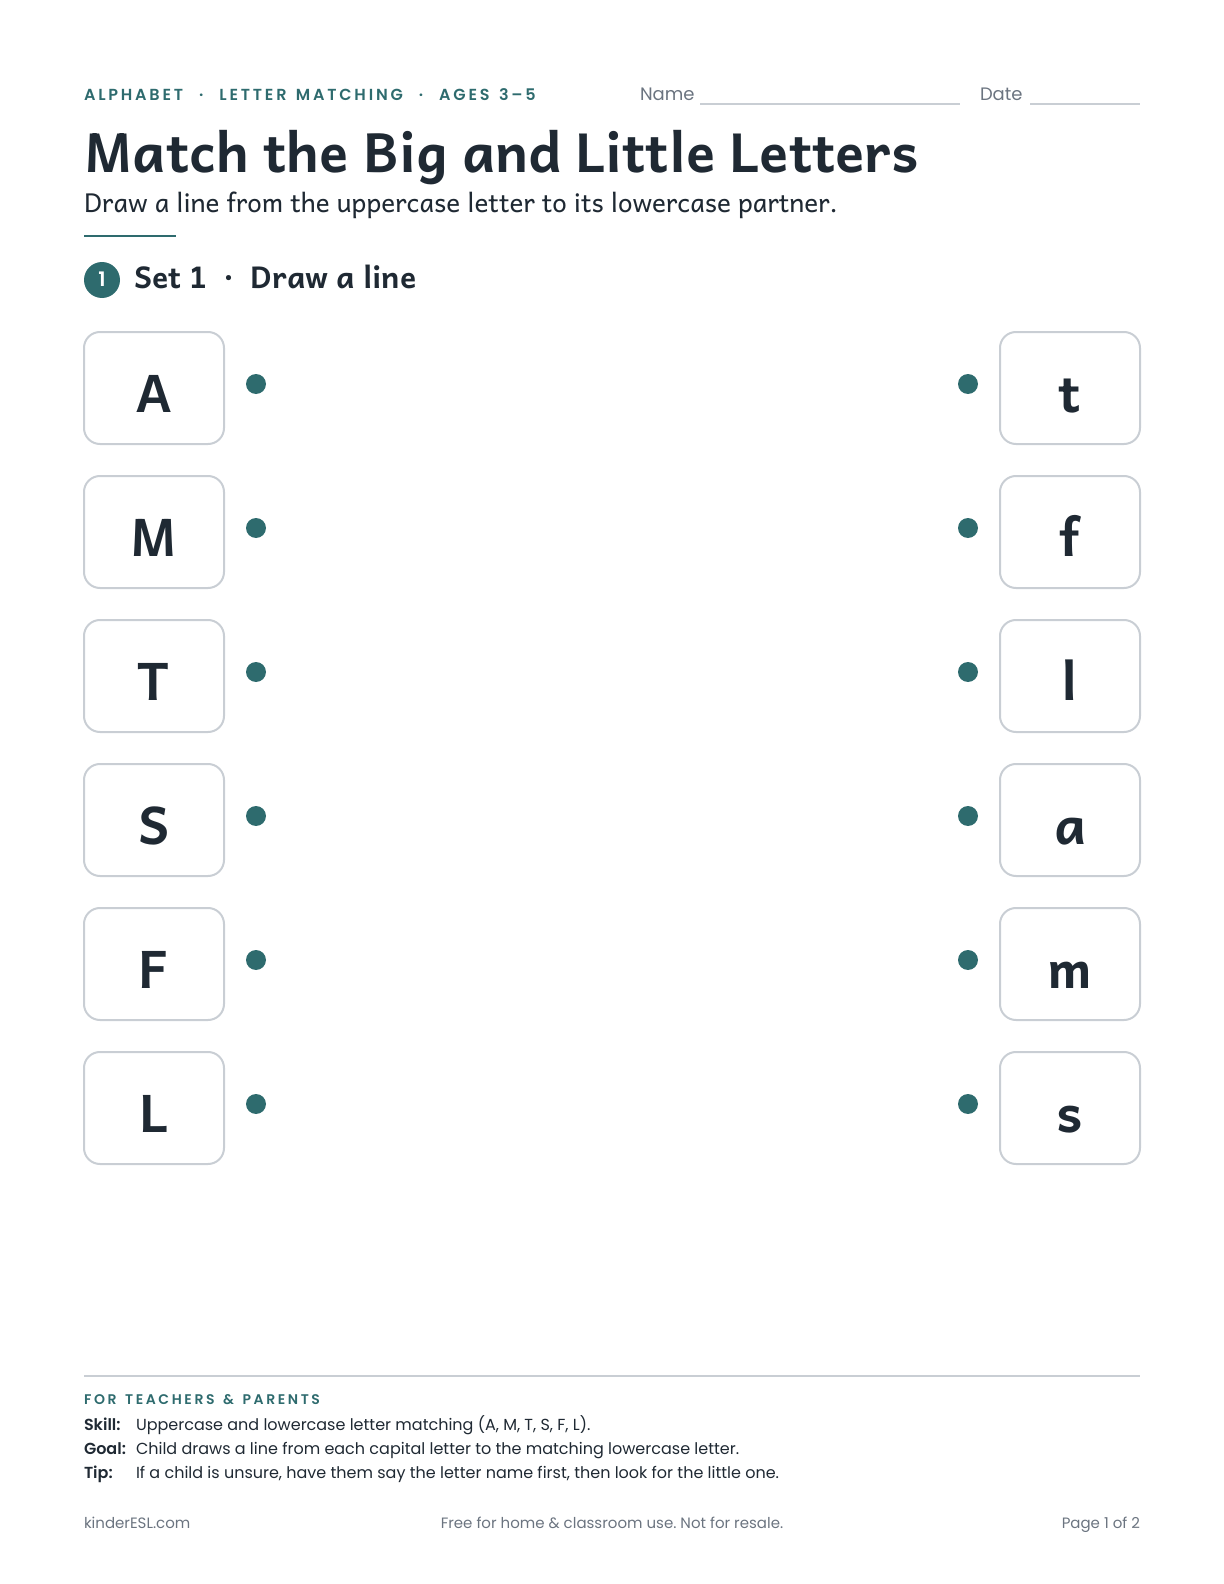 ALPHABET · LETTER MATCHING · AGES 3–5 Name Date
Match the Big and Little Letters
Draw a line from the uppercase letter to its lowercase partner.
1 Set 1 · Draw a line
A t
M f
T l
S a
F m
L s
FOR TEACHERS & PARENTS
Skill: Uppercase and lowercase letter matching (A, M, T, S, F, L).
Goal: Child draws a line from each capital letter to the matching lowercase letter.
Tip: If a child is unsure, have them say the letter name first, then look for the little one.
kinderESL.com Free for home & classroom use. Not for resale. Page 1 of 2